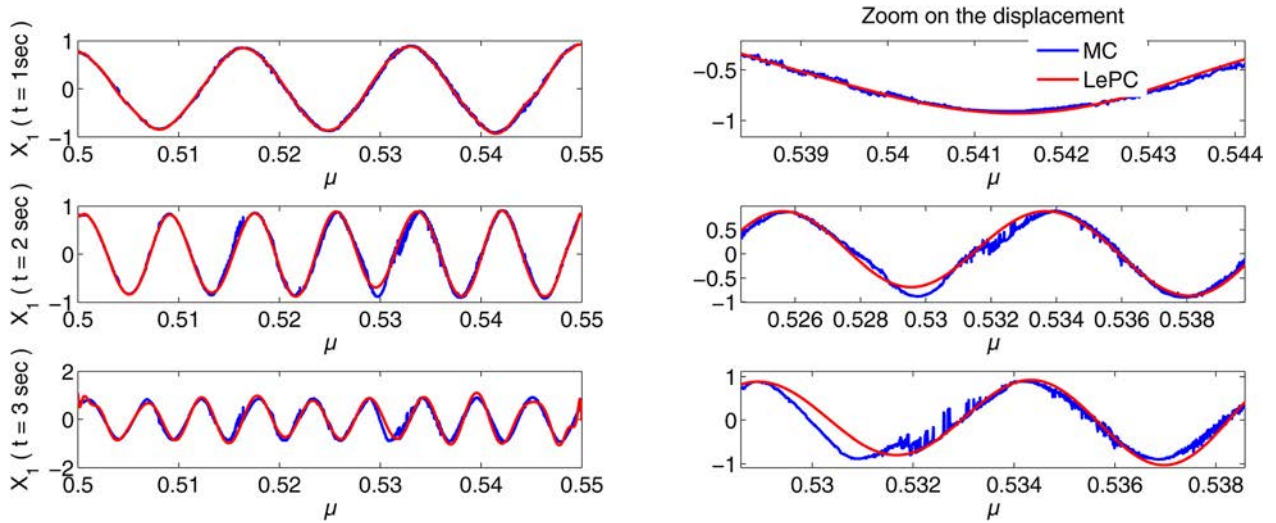 Zoom on the displacement
X1 ( t = 1sec)
1
0
−1
0.5 0.51 0.52 0.53 0.54 0.55
μ
MC
LePC
−0.5
−1
0.539 0.54 0.541 0.542 0.543 0.544
μ
X1 (t = 2 sec)
1
0
−1
0.5 0.51 0.52 0.53 0.54 0.55
μ
0.5
0
−0.5
−1
0.526 0.528 0.53 0.532 0.534 0.536 0.538
μ
X1 ( t = 3 sec)
2
0
−2
0.5 0.51 0.52 0.53 0.54 0.55
μ
1
0
−1
0.53 0.532 0.534 0.536 0.538
μ